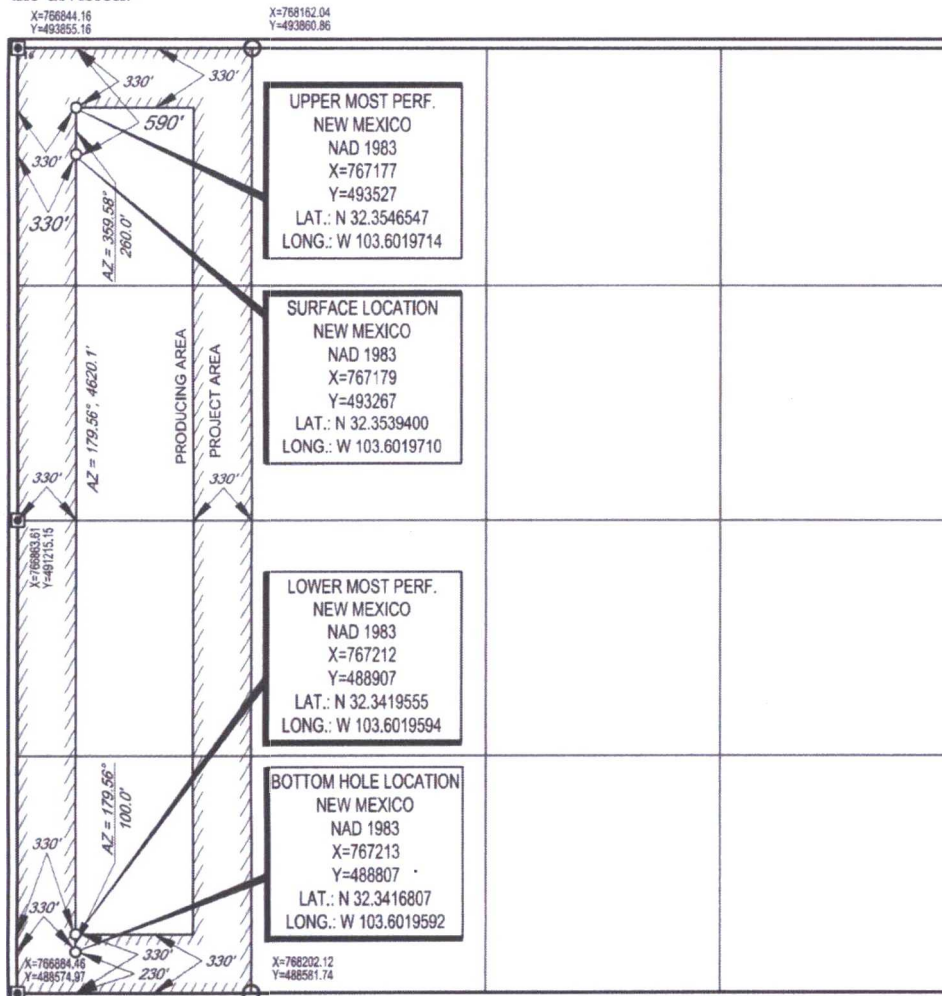 X=766844.16
Y=493855.16
X=768162.04
Y=493860.86
330'
330'
590'
330'
330'
AZ = 359.58°
260.0'
UPPER MOST PERF.
NEW MEXICO
NAD 1983
X=767177
Y=493527
LAT.: N 32.3546547
LONG.: W 103.6019714
SURFACE LOCATION
NEW MEXICO
NAD 1983
X=767179
Y=493267
LAT.: N 32.3539400
LONG.: W 103.6019710
AZ = 179.56°, 4620.1'
PRODUCING AREA
PROJECT AREA
330'
330'
X=766863.61
Y=491215.15
LOWER MOST PERF.
NEW MEXICO
NAD 1983
X=767212
Y=488907
LAT.: N 32.3419555
LONG.: W 103.6019594
AZ = 179.56°
100.0'
BOTTOM HOLE LOCATION
NEW MEXICO
NAD 1983
X=767213
Y=488807
LAT.: N 32.3416807
LONG.: W 103.6019592
330'
330'
330'
230'
330'
X=766884.46
Y=488574.97
X=768202.12
Y=488581.74